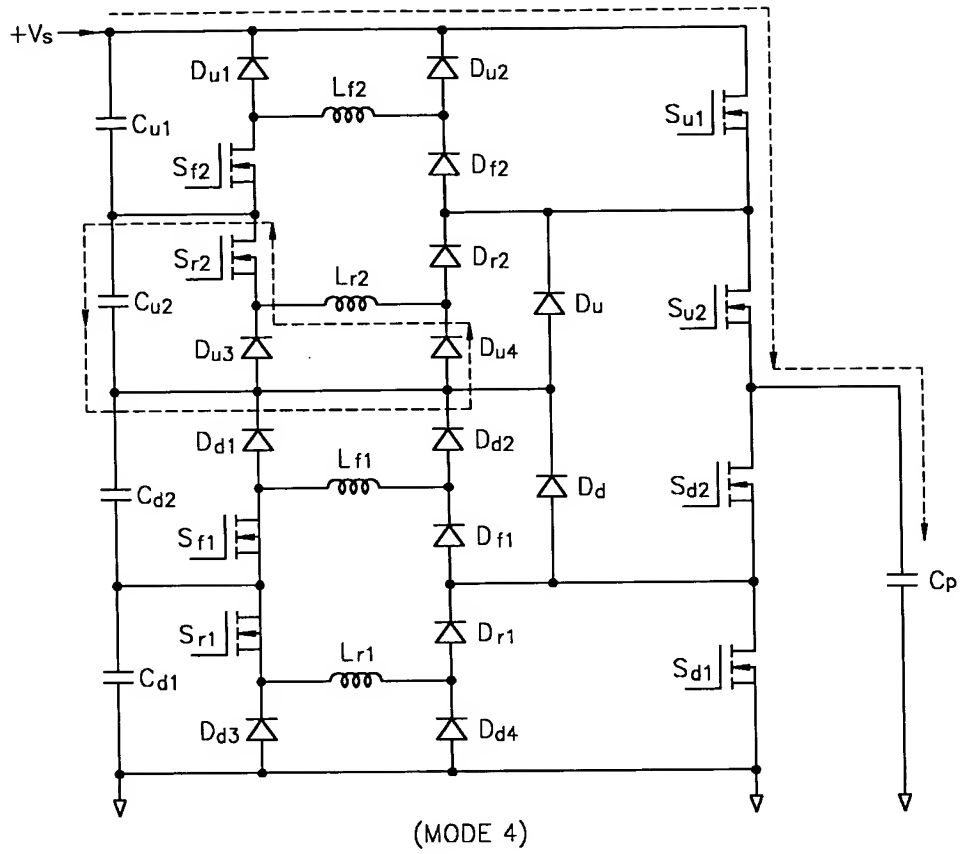 +Vs
Du1
Du2
Lf2
Su1
Cu1
Sf2
Df2
Sr2
Dr2
Lr2
Cu2
Du
Su2
Du3
Du4
Dd1
Dd2
Lf1
Dd
Sd2
Cd2
Sf1
Df1
Cp
Sr1
Dr1
Lr1
Sd1
Cd1
Dd3
Dd4
(MODE 4)